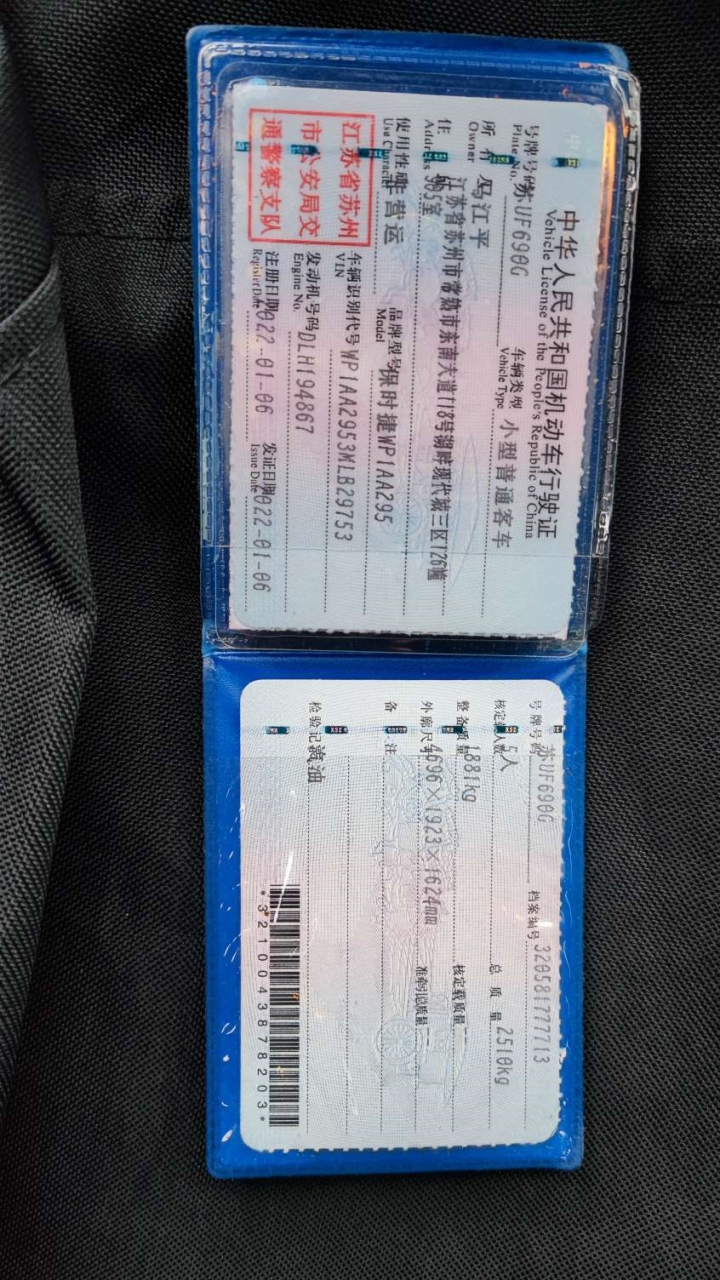 中华人民共和国机动车行驶证
Vehicle License of the People's Republic of China
号牌号码 苏UF690G 车辆类型 小型普通客车
Plate No. Vehicle Type
所有人 冯江平
Owner
住址 江苏省苏州市常熟市东南大道118号湖畔现代城三区126幢
Address 905室
使用性质 非营运 品牌型号 保时捷WP1AA295
Use Character Model
江苏省苏州
市公安局交
通警察支队
车辆识别代号 WP1AA2953MLB29753
VIN
发动机号码 DLH194867
Engine No.
注册日期 2022-01-06 发证日期 2022-01-06
Register Date Issue Date
号牌号码 苏UF690G 档案编号 320581777713
核定载人数 5人 总质量 2510kg
整备质量 1881kg 核定载质量
外廓尺寸 4696×1923×1624mm 准牵引总质量
备注
检验记录 汽油
*3210043878203*